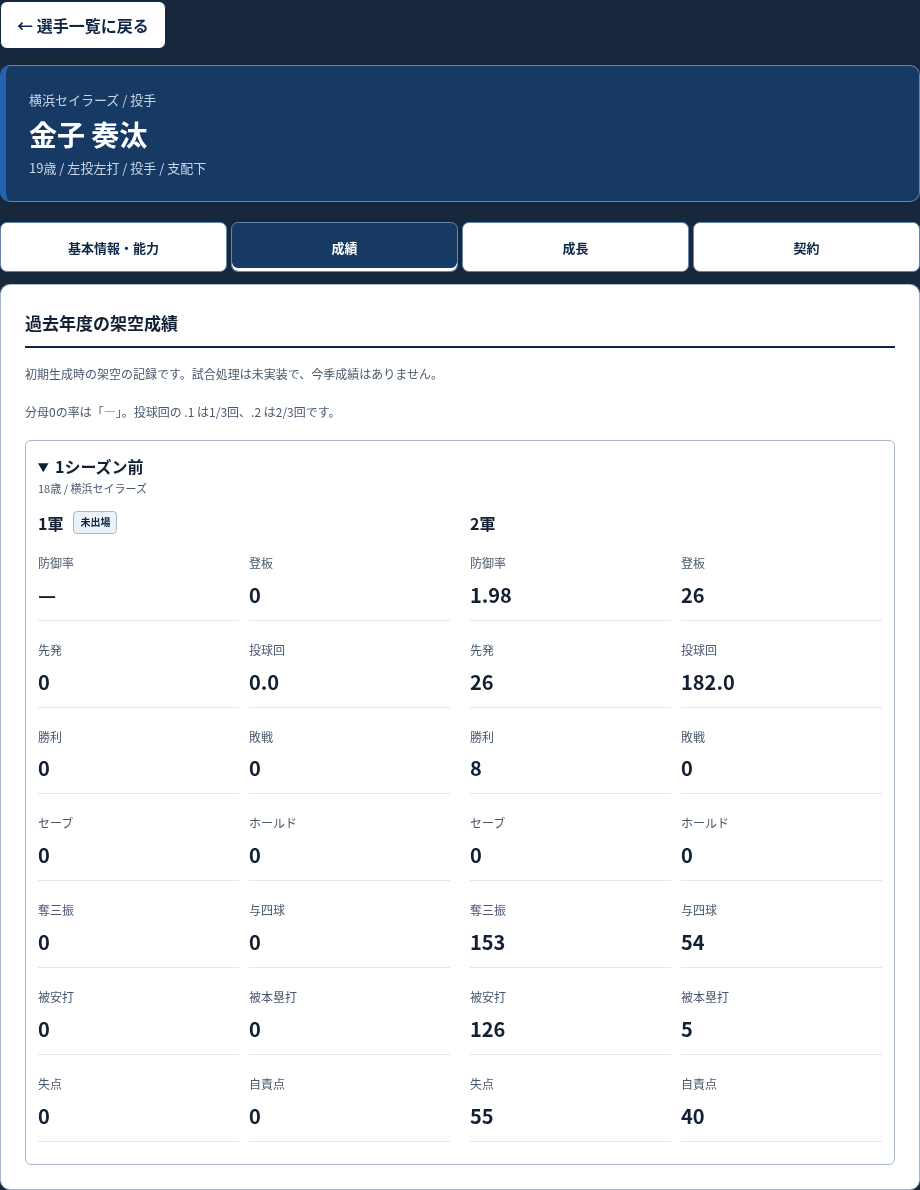 ← 選手一覧に戻る
横浜セイラーズ / 投手
金子 奏汰
19歳 / 左投左打 / 投手 / 支配下
基本情報・能力 成績 成長 契約
過去年度の架空成績
初期生成時の架空の記録です。試合処理は未実装で、今季成績はありません。
分母0の率は「—」。投球回の .1 は1/3回、.2 は2/3回です。
▼ 1シーズン前
18歳 / 横浜セイラーズ
1軍 未出場 2軍
防御率 登板 防御率 登板
— 0 1.98 26
先発 投球回 先発 投球回
0 0.0 26 182.0
勝利 敗戦 勝利 敗戦
0 0 8 0
セーブ ホールド セーブ ホールド
0 0 0 0
奪三振 与四球 奪三振 与四球
0 0 153 54
被安打 被本塁打 被安打 被本塁打
0 0 126 5
失点 自責点 失点 自責点
0 0 55 40